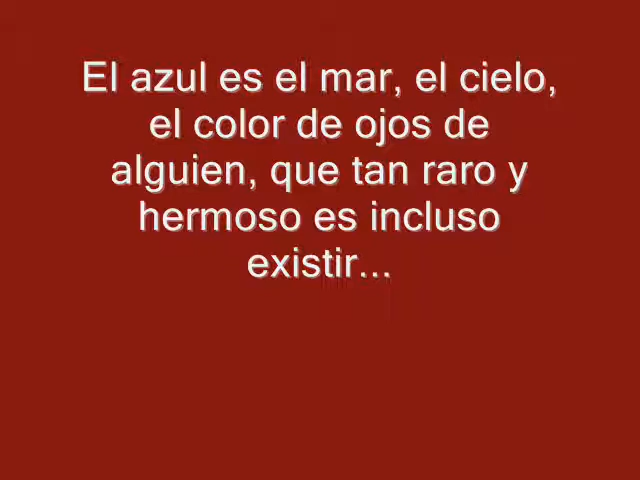 El azul es el mar, el cielo,
el color de ojos de
alguien, que tan raro y
hermoso es incluso
existir...